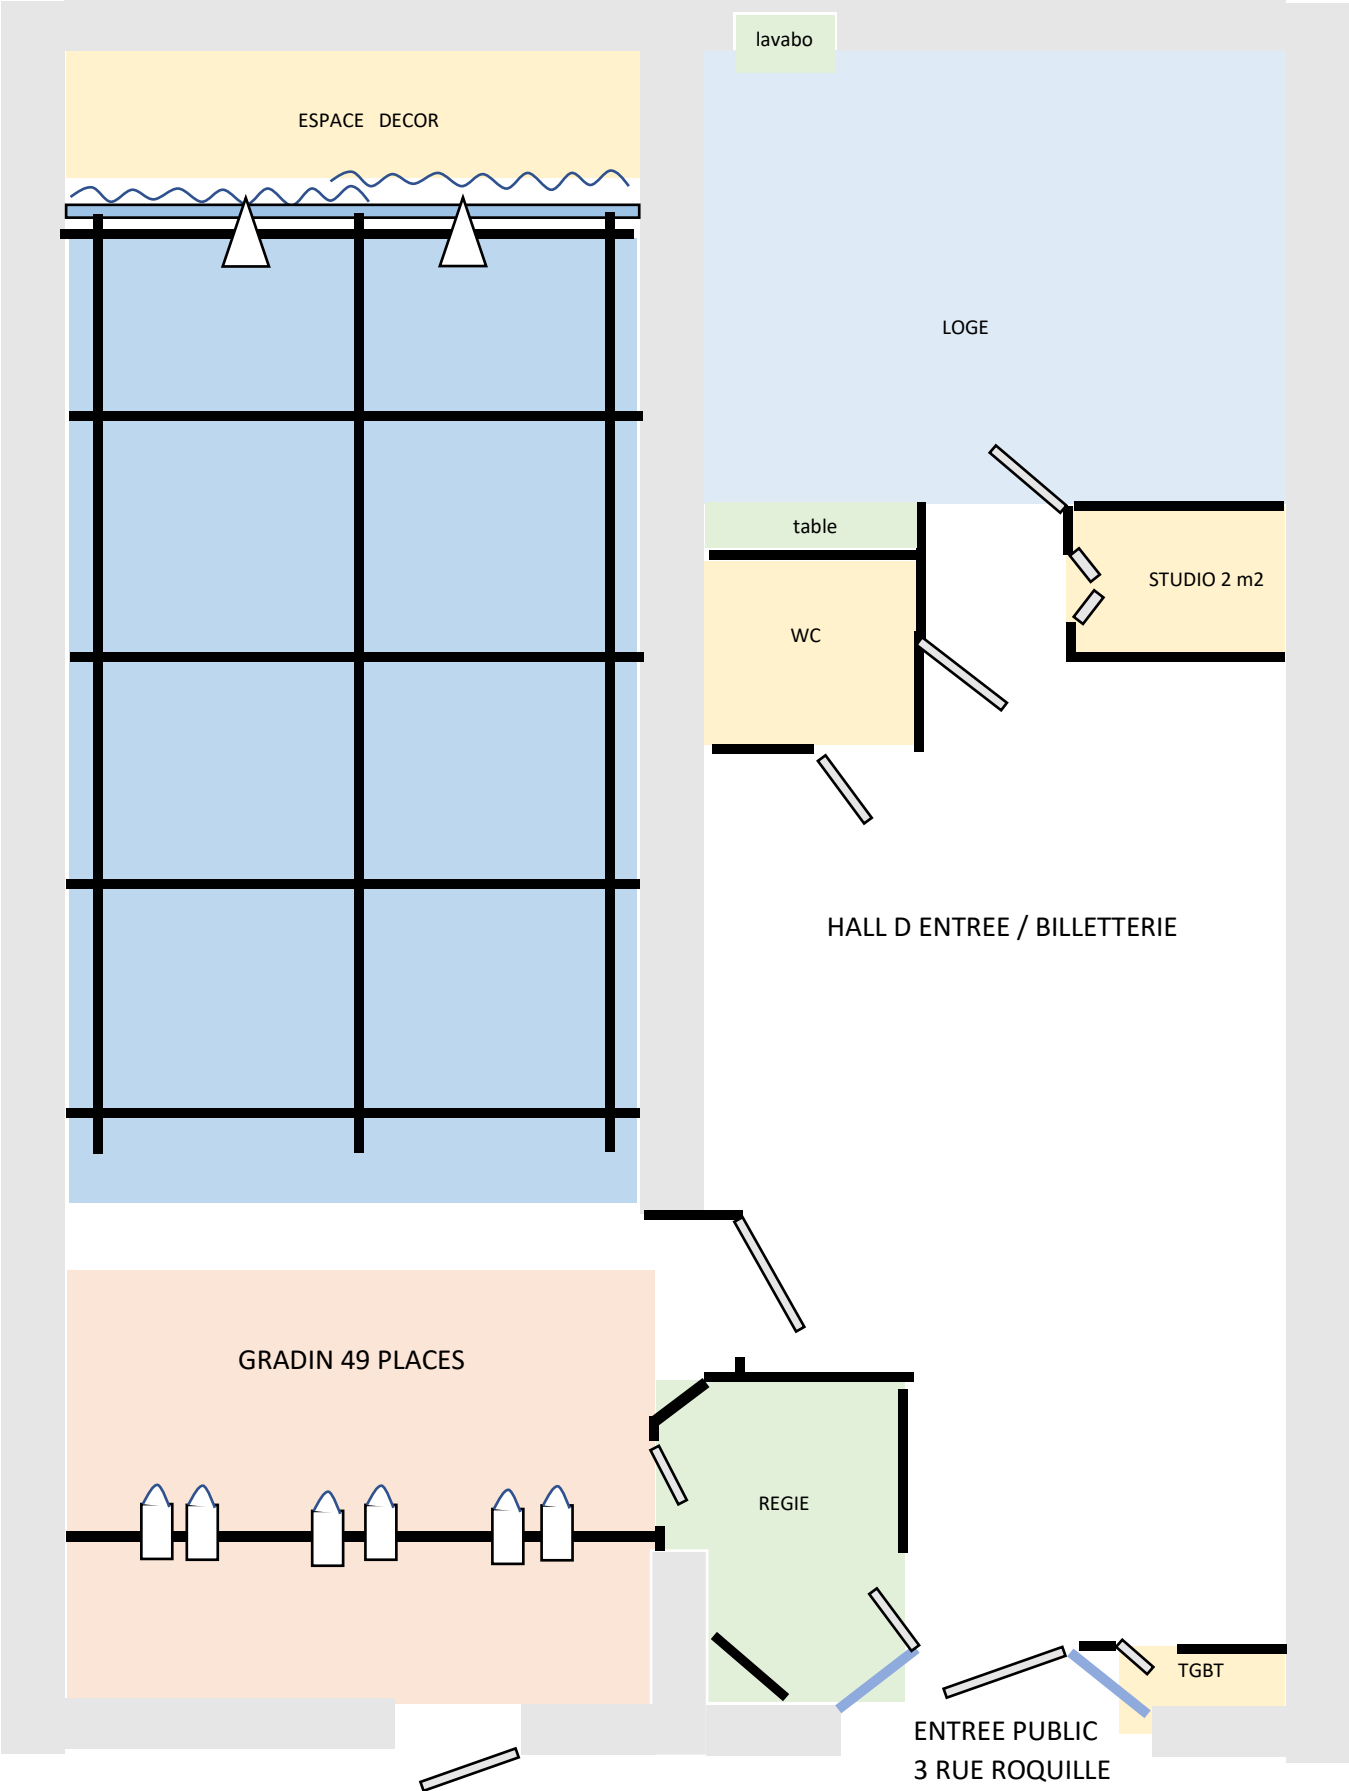 lavabo
ESPACE DECOR
LOGE
table
STUDIO 2 m2
WC
HALL D ENTREE / BILLETTERIE
GRADIN 49 PLACES
REGIE
TGBT
ENTREE PUBLIC
3 RUE ROQUILLE